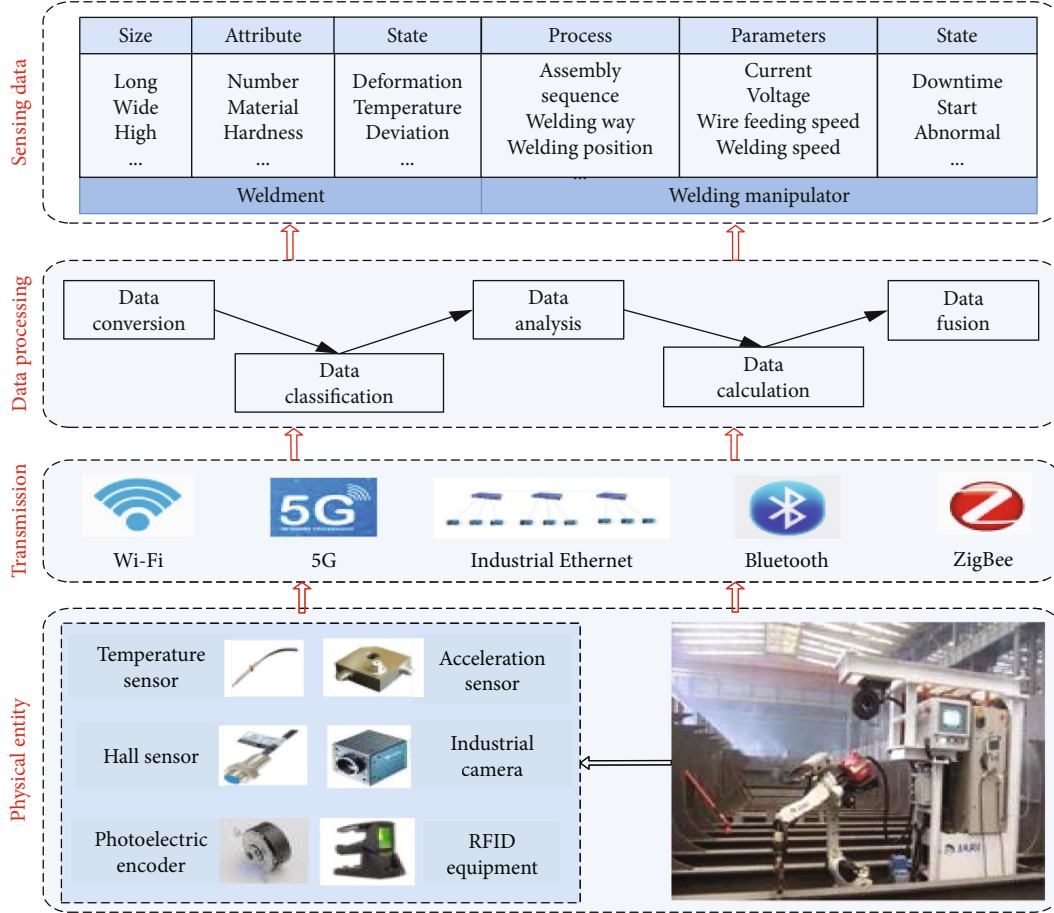 Sensing data
Size
Attribute
State
Process
Parameters
State
Long
Wide
High
...
Number
Material
Hardness
...
Deformation
Temperature
Deviation
...
Assembly
sequence
Welding way
Welding position
...
Current
Voltage
Wire feeding speed
Welding speed
Downtime
Start
Abnormal
...
Weldment
Welding manipulator
Data processing
Data
conversion
Data
classification
Data
analysis
Data
calculation
Data
fusion
Transmission
5G
Wi-Fi
5G
Industrial Ethernet
Bluetooth
ZigBee
Physical entity
Temperature
sensor
Acceleration
sensor
Hall sensor
Industrial
camera
Photoelectric
encoder
RFID
equipment
JARI